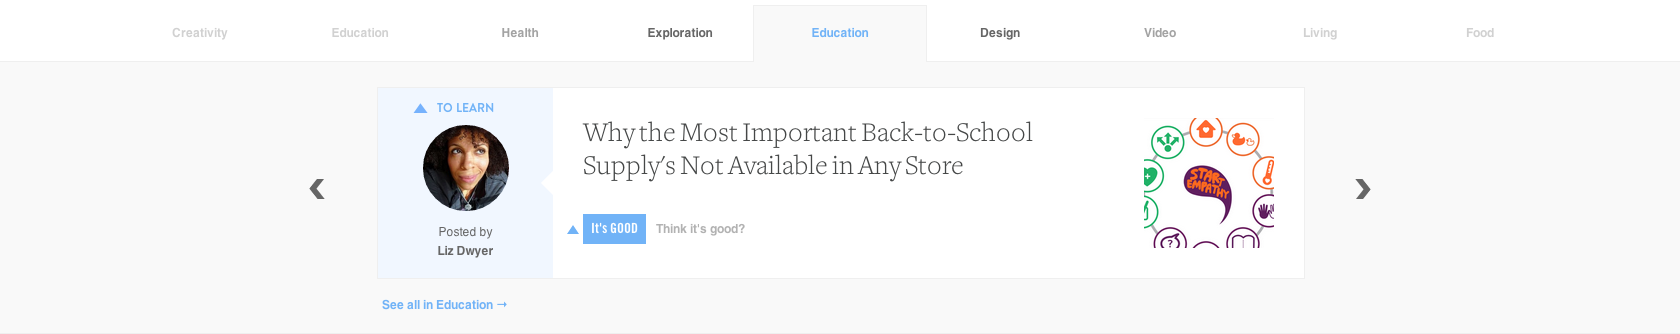 Creativity Education Health Exploration Education Design Video Living Food
TO LEARN
Posted by
Liz Dwyer
Why the Most Important Back-to-School
Supply's Not Available in Any Store
It's GOOD Think it's good?
START
EMPATHY
?
See all in Education →